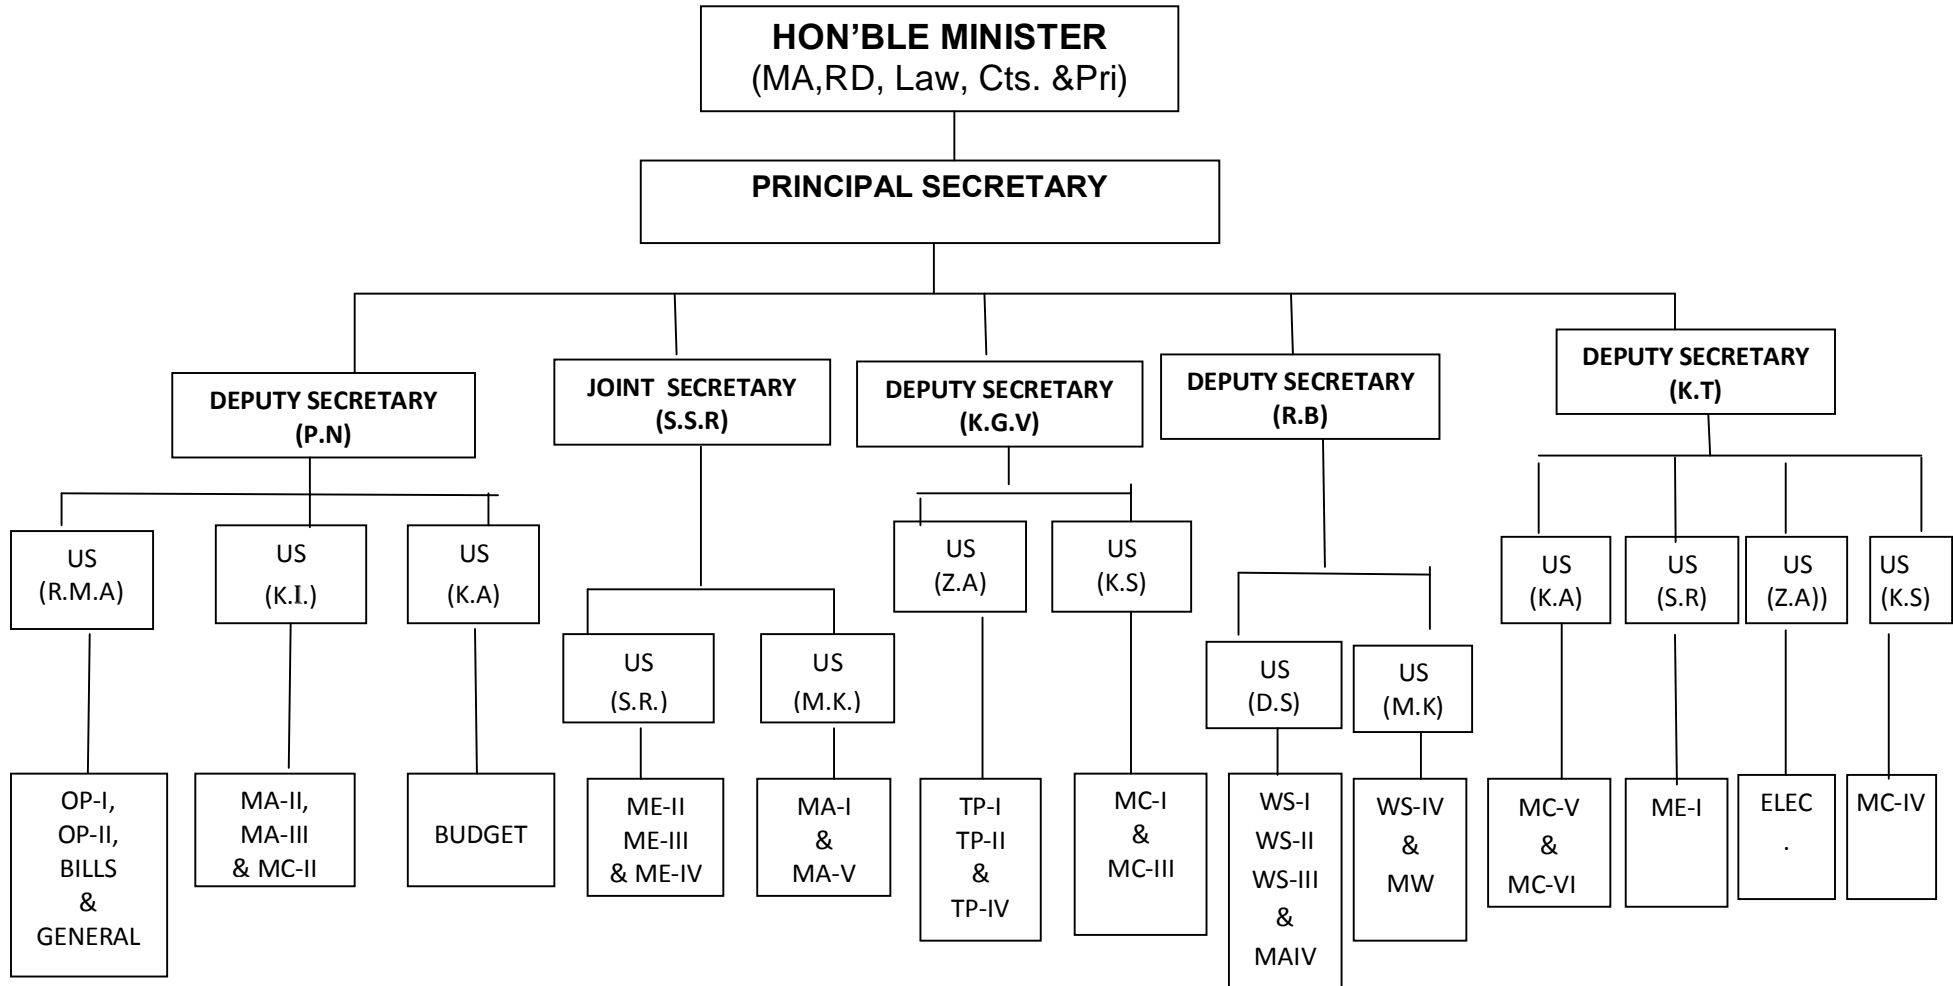 HON’BLE MINISTER
(MA,RD, Law, Cts. &Pri)
PRINCIPAL SECRETARY
DEPUTY SECRETARY
(P.N)
JOINT SECRETARY
(S.S.R)
DEPUTY SECRETARY
(K.G.V)
DEPUTY SECRETARY
(R.B)
DEPUTY SECRETARY
(K.T)
US
(R.M.A)
US
(K.I.)
US
(K.A)
US
(S.R.)
US
(M.K.)
US
(Z.A)
US
(K.S)
US
(D.S)
US
(M.K)
US
(K.A)
US
(S.R)
US
(Z.A))
US
(K.S)
OP-I,
OP-II,
BILLS
&
GENERAL
MA-II,
MA-III
& MC-II
BUDGET
ME-II
ME-III
& ME-IV
MA-I
&
MA-V
TP-I
TP-II
&
TP-IV
MC-I
&
MC-III
WS-I
WS-II
WS-III
&
MAIV
WS-IV
&
MW
MC-V
&
MC-VI
ME-I
ELEC
.
MC-IV